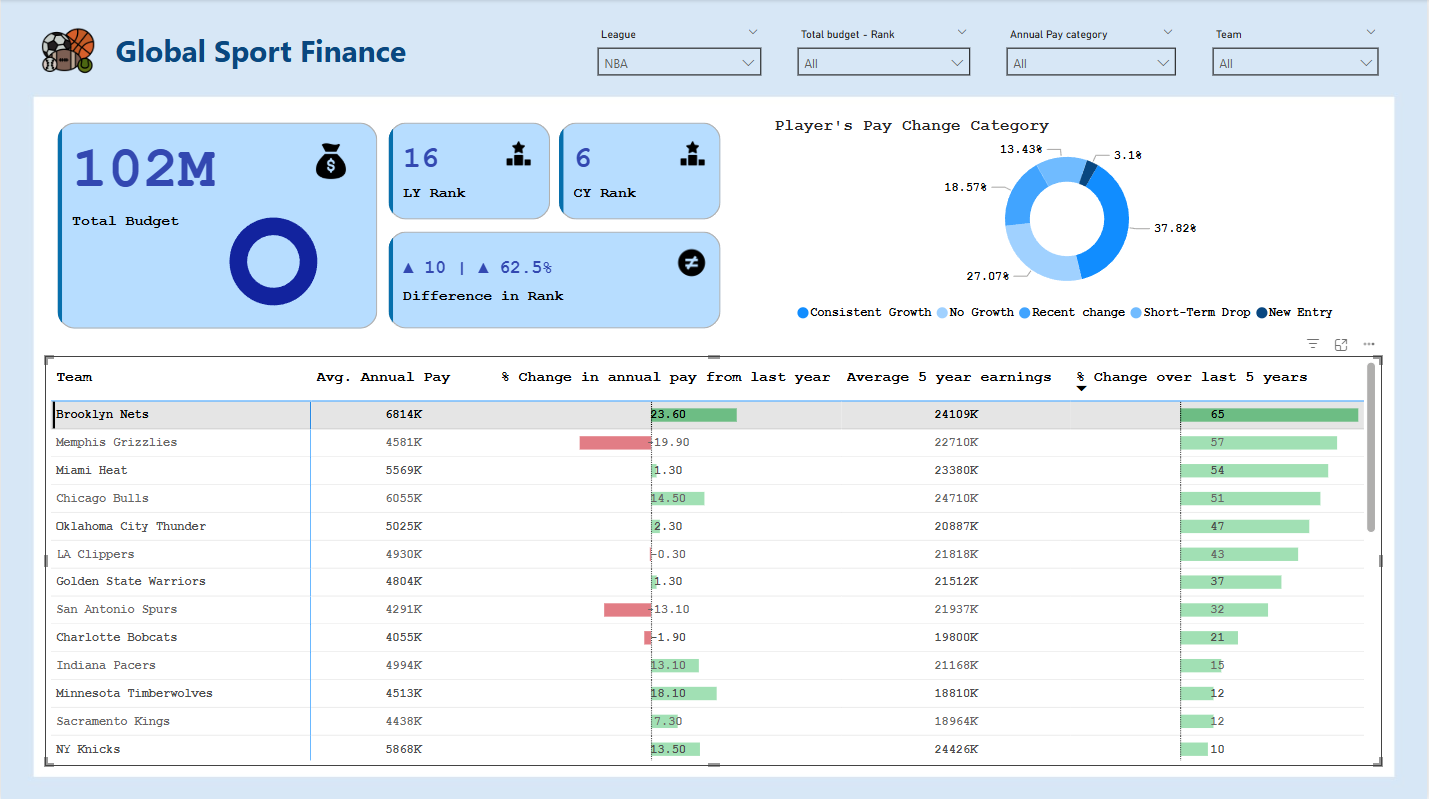 Global Sport Finance
League
NBA
Total budget - Rank
All
Annual Pay category
All
Team
All
102M
Total Budget
$
16
LY Rank
6
CY Rank
▲ 10 | ▲ 62.5%
Difference in Rank
≠
Player's Pay Change Category
13.43%
3.1%
18.57%
37.82%
27.07%
Consistent Growth No Growth Recent change Short-Term Drop New Entry
Team Avg. Annual Pay % Change in annual pay from last year Average 5 year earnings % Change over last 5 years
Brooklyn Nets 6814K 23.60 24109K 65
Memphis Grizzlies 4581K -19.90 22710K 57
Miami Heat 5569K 1.30 23380K 54
Chicago Bulls 6055K 14.50 24710K 51
Oklahoma City Thunder 5025K 2.30 20887K 47
LA Clippers 4930K -0.30 21818K 43
Golden State Warriors 4804K 1.30 21512K 37
San Antonio Spurs 4291K -13.10 21937K 32
Charlotte Bobcats 4055K -1.90 19800K 21
Indiana Pacers 4994K 13.10 21168K 15
Minnesota Timberwolves 4513K 18.10 18810K 12
Sacramento Kings 4438K 7.30 18964K 12
NY Knicks 5868K 13.50 24426K 10